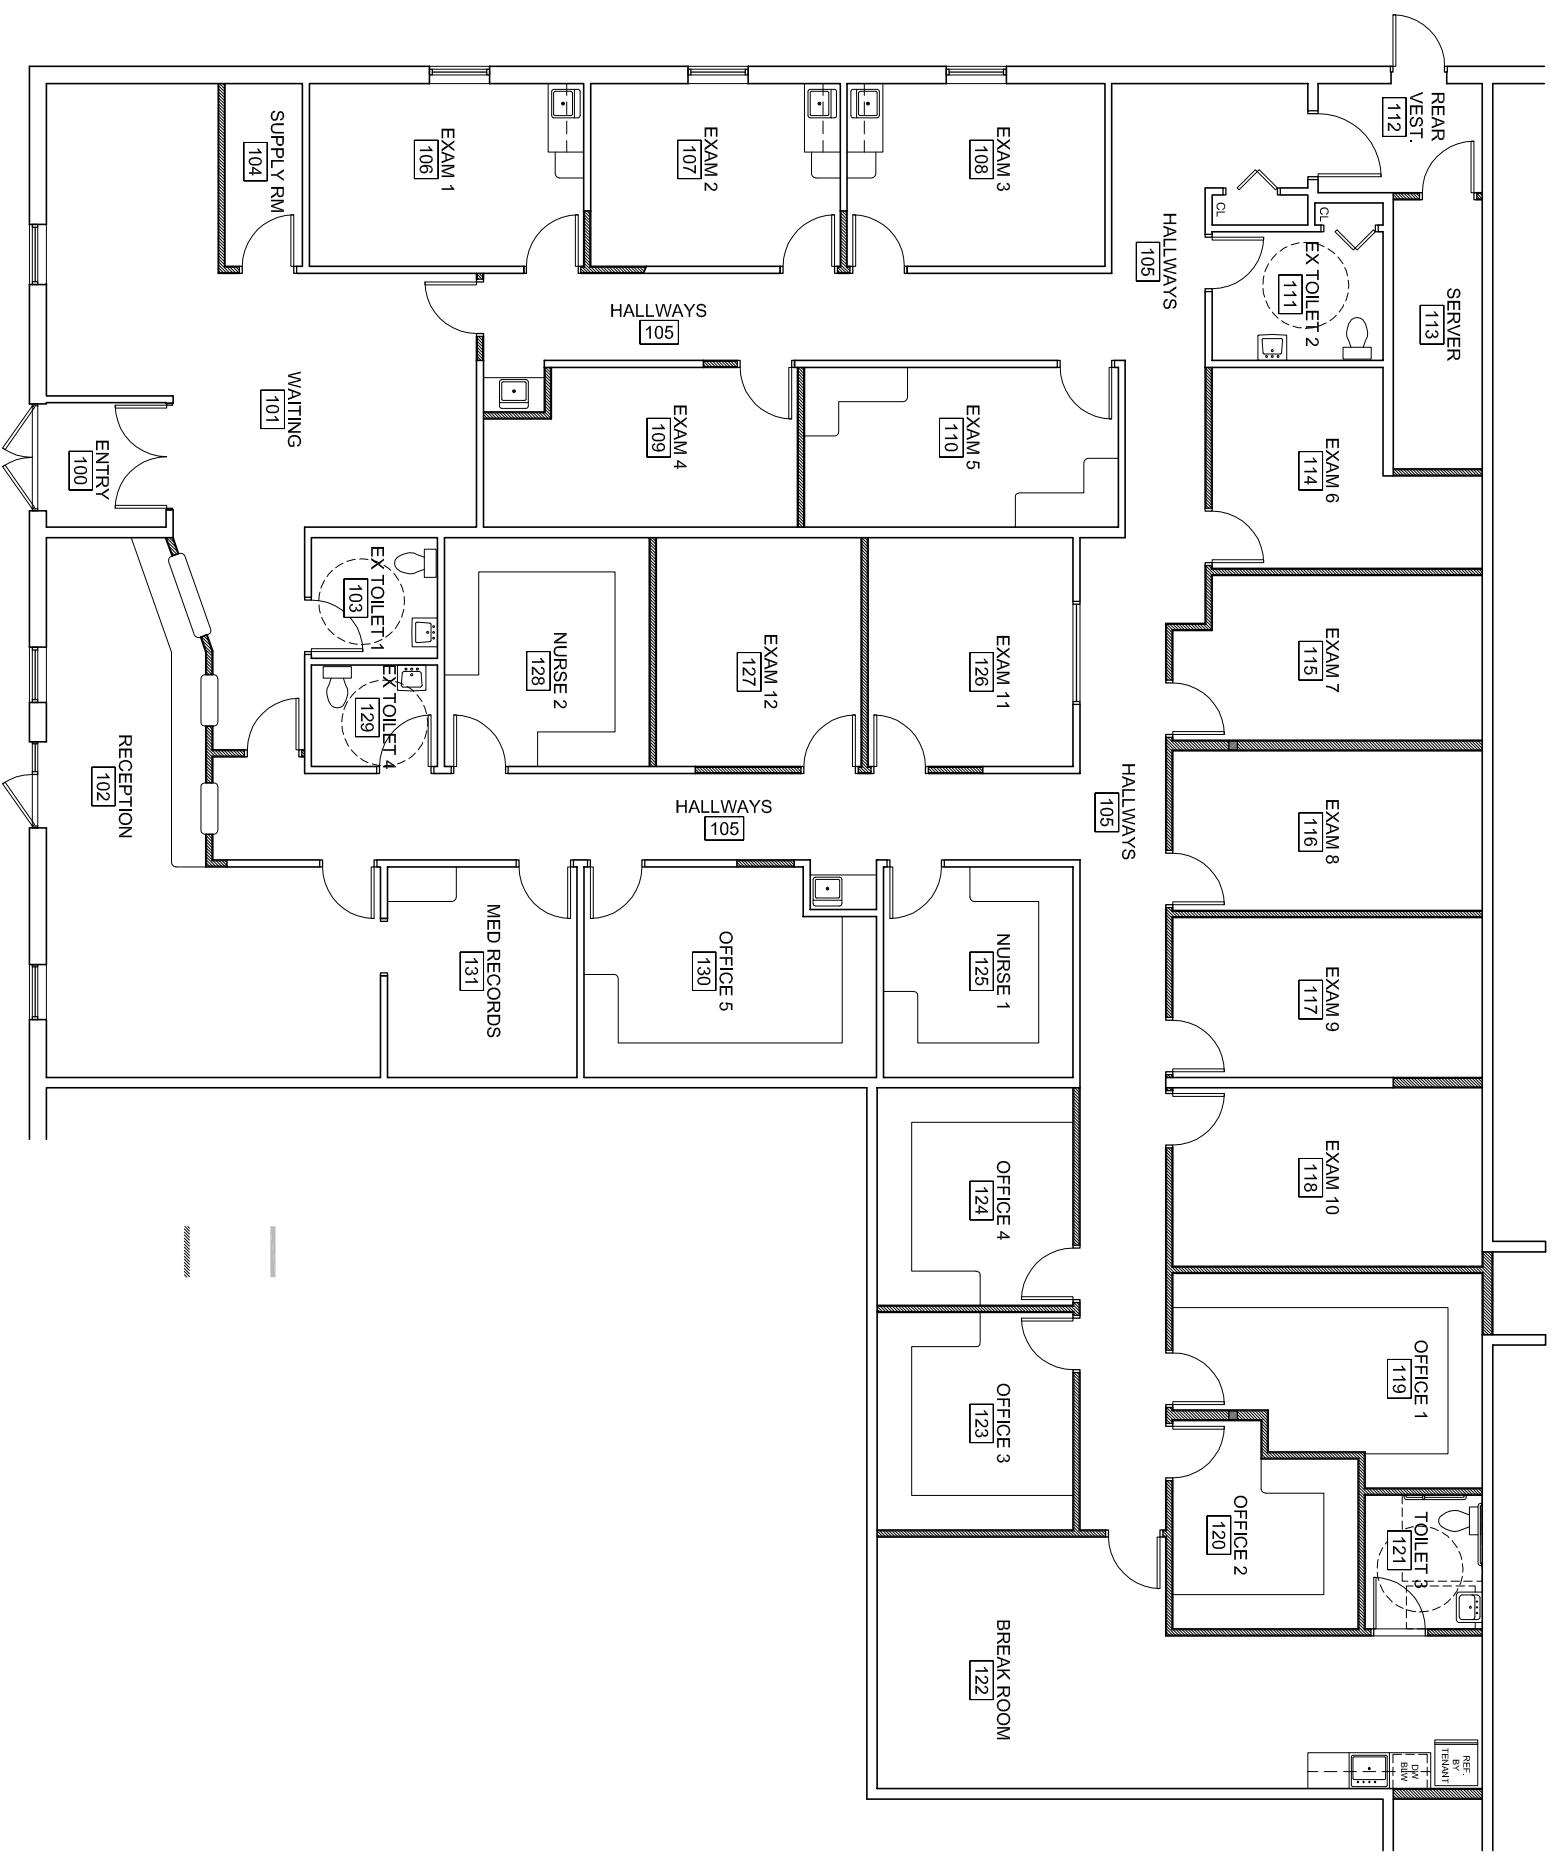 REAR
VEST.
112
SUPPLY RM
104
EXAM 1
106
EXAM 2
107
EXAM 3
108
HALLWAYS
105
CL
CL
EX TOILET 2
111
SERVER
113
HALLWAYS
105
WAITING
101
ENTRY
100
EXAM 4
109
EXAM 5
110
EXAM 6
114
EX TOILET 1
103
NURSE 2
128
EXAM 12
127
EXAM 11
126
EXAM 7
115
EX TOILET 4
129
RECEPTION
102
HALLWAYS
105
HALLWAYS
105
EXAM 8
116
MED RECORDS
131
OFFICE 5
130
NURSE 1
125
EXAM 9
117
OFFICE 4
124
EXAM 10
118
OFFICE 3
123
OFFICE 1
119
OFFICE 2
120
TOILET 3
121
BREAK ROOM
122
REF.
BY
TENANT
DW
BLW